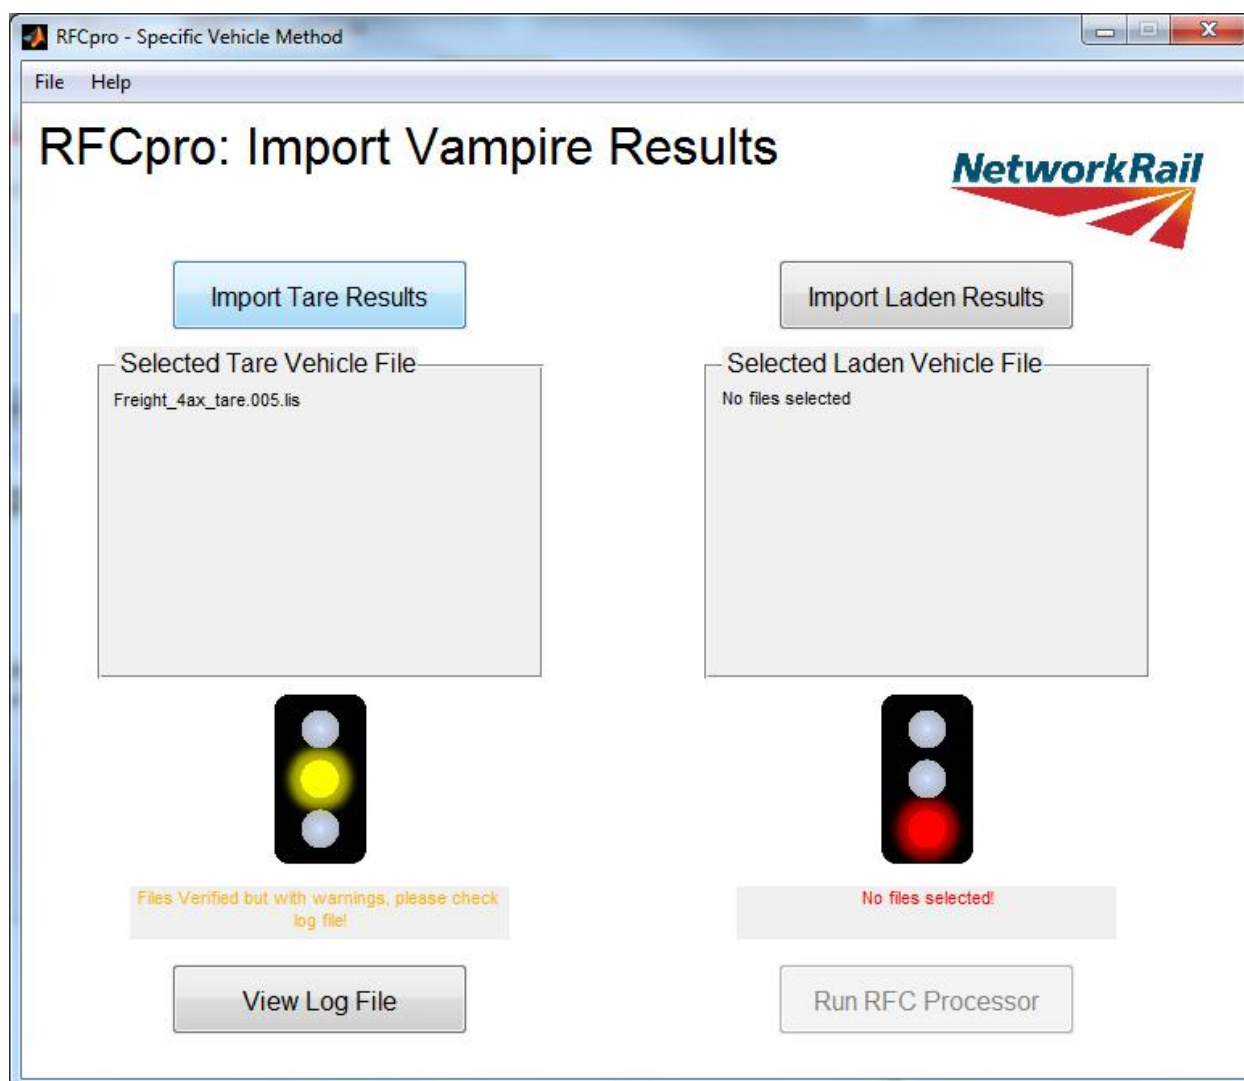 RFCpro - Specific Vehicle Method
File Help
RFCpro: Import Vampire Results
NetworkRail
Import Tare Results
Import Laden Results
Selected Tare Vehicle File
Freight_4ax_tare.005.lis
Selected Laden Vehicle File
No files selected
Files Verified but with warnings, please check
log file!
No files selected!
View Log File
Run RFC Processor